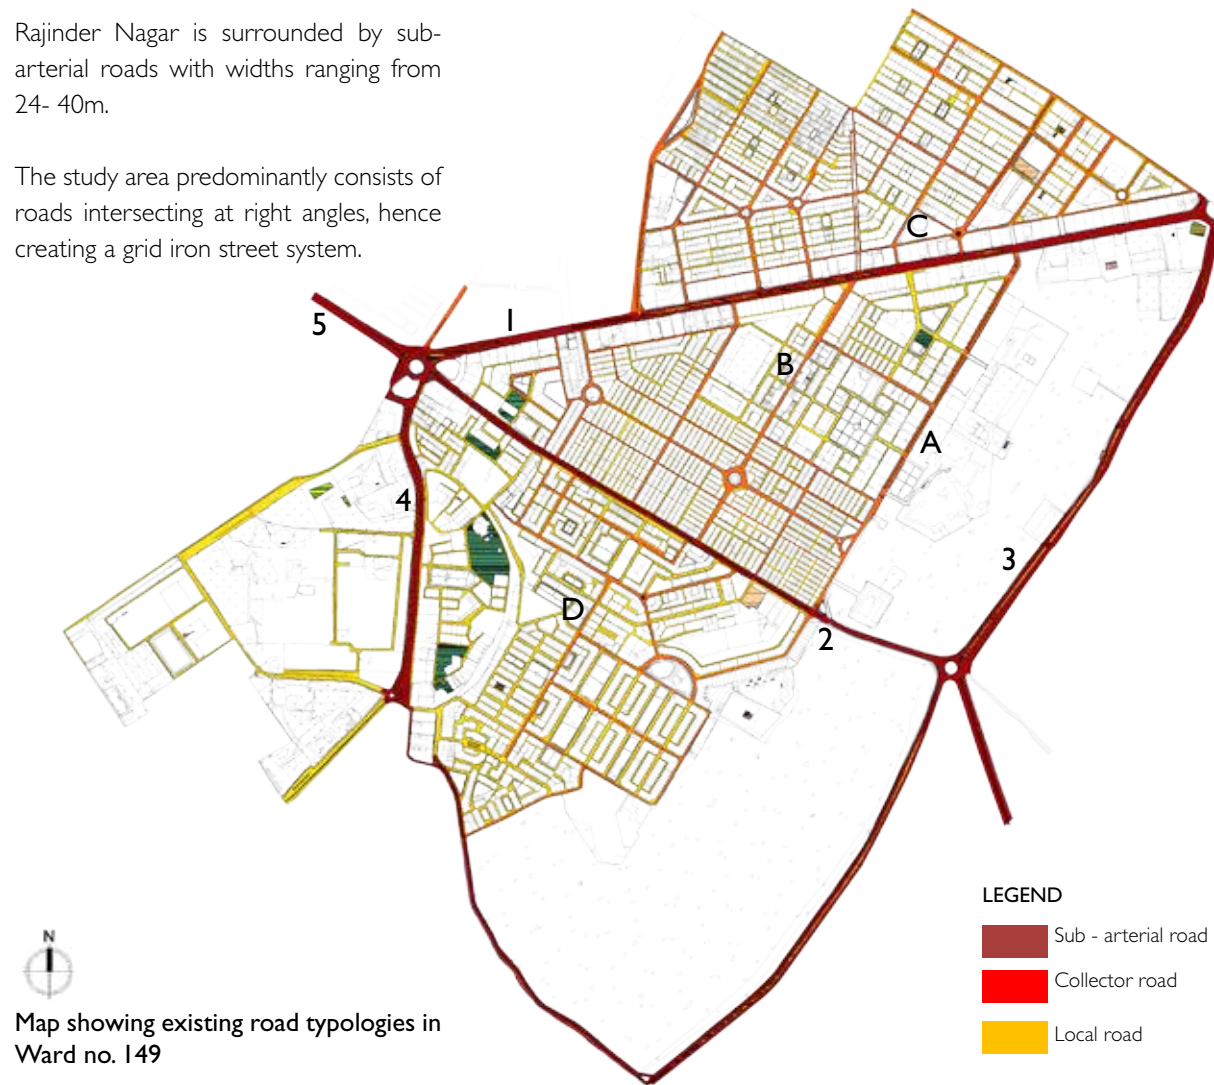 Rajinder Nagar is surrounded by sub-
arterial roads with widths ranging from
24- 40m.
The study area predominantly consists of
roads intersecting at right angles, hence
creating a grid iron street system.
C
5
1
B
A
4
3
D
2
LEGEND
Sub - arterial road
Collector road
Local road
N
Map showing existing road typologies in
Ward no. 149